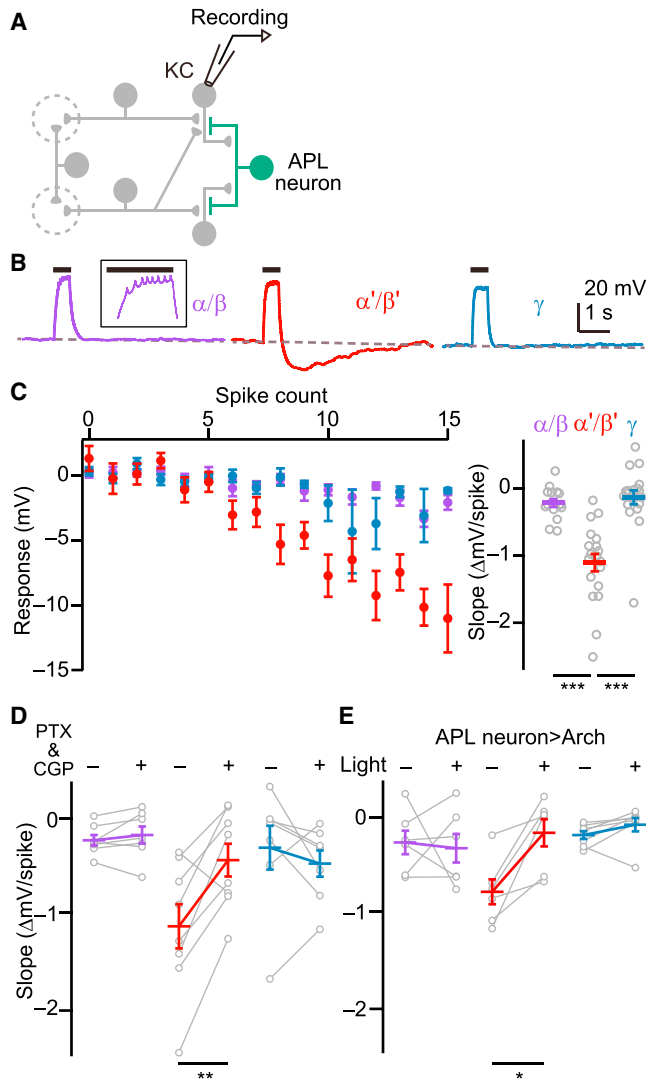 A
Recording
KC
APL
neuron
B
α/β
α'/β'
γ
20 mV
1 s
C
Spike count
0 5 10 15
Response (mV)
0
−5
−10
−15
α/β α'/β' γ
Slope (ΔmV/spike)
0
−1
−2
*** ***
D
PTX
&
CGP
− + − + − +
Slope (ΔmV/spike)
0
−1
−2
**
E
APL neuron>Arch
Light − + − + − +
0
−1
−2
*